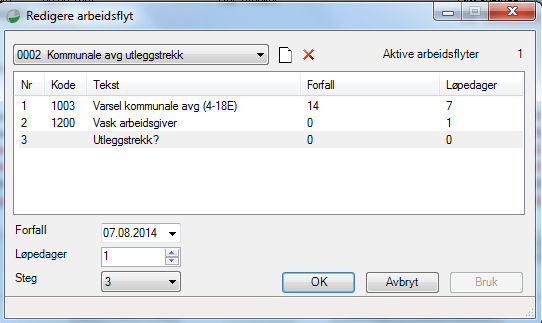 Redigere arbeidsflyt
0002 Kommunale avg utleggstrekk Aktive arbeidsflyter 1
Nr Kode Tekst Forfall Løpedager
1 1003 Varsel kommunale avg (4-18E) 14 7
2 1200 Vask arbeidsgiver 0 1
3 Utleggstrekk? 0 0
Forfall 07.08.2014
Løpedager 1
Steg 3 OK Avbryt Bruk